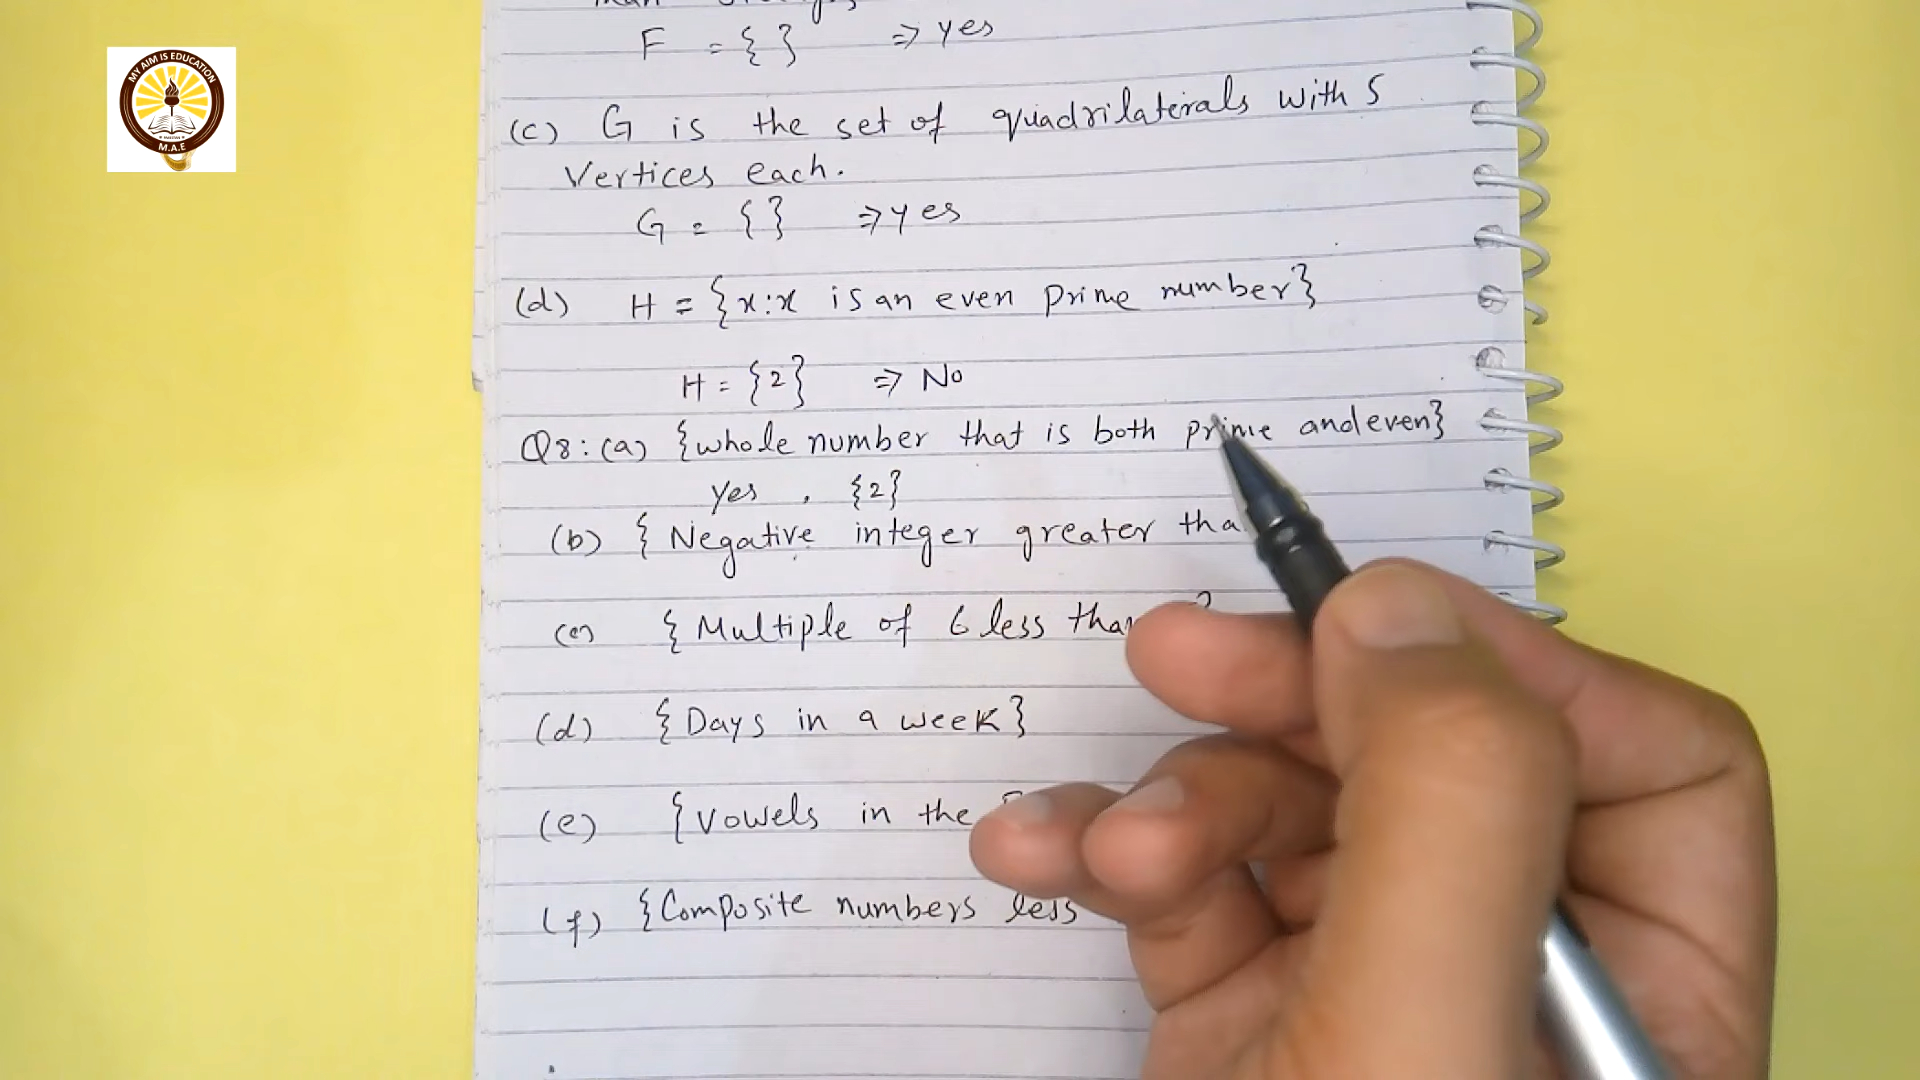 MY AIM IS EDUCATION
M.A.E
F = { } ⇒ yes
(c) G is the set of quadrilaterals with 5
Vertices each.
G = { } ⇒ yes
(d) H = {x:x is an even prime number}
H = {2} ⇒ No
Q8: (a) {whole number that is both prime and even}
yes . {2}
(b) { Negative integer greater
{ Multiple of 6 less than
(d) {Days in a week}
(e) {vowels in the
(f) {Composite numbers less